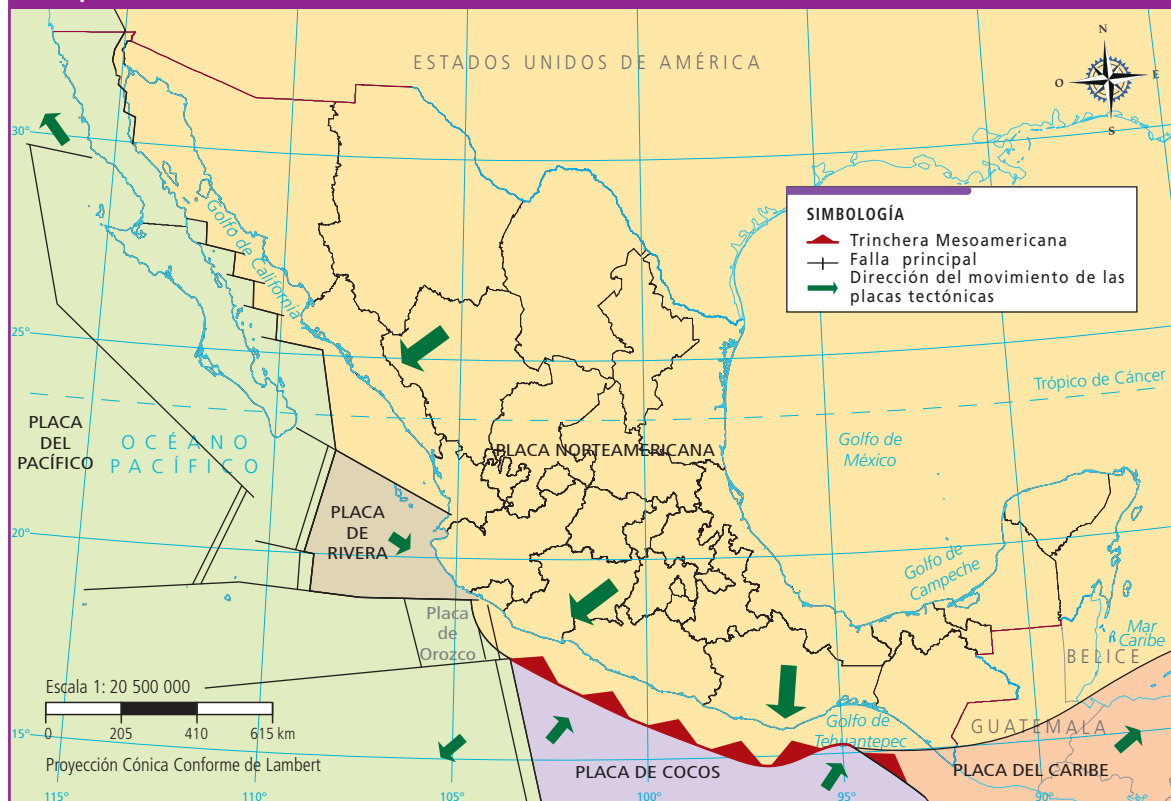 ESTADOS UNIDOS DE AMÉRICA
N
O
E
S
30°
SIMBOLOGÍA
Trinchera Mesoamericana
Falla principal
Dirección del movimiento de las
placas tectónicas
Golfo de California
25°
Trópico de Cáncer
PLACA
DEL
PACÍFICO
OCÉANO
PACÍFICO
PLACA NORTEAMERICANA
Golfo de
México
20°
PLACA
DE
RIVERA
Golfo de
Campeche
Placa
de
Orozco
Mar
Caribe
BELICE
Escala 1: 20 500 000
0 205 410 615 km
Proyección Cónica Conforme de Lambert
15°
Golfo de
Tehuantepec
GUATEMALA
PLACA DE COCOS
PLACA DEL CARIBE
115° 110° 105° 100° 95° 90°